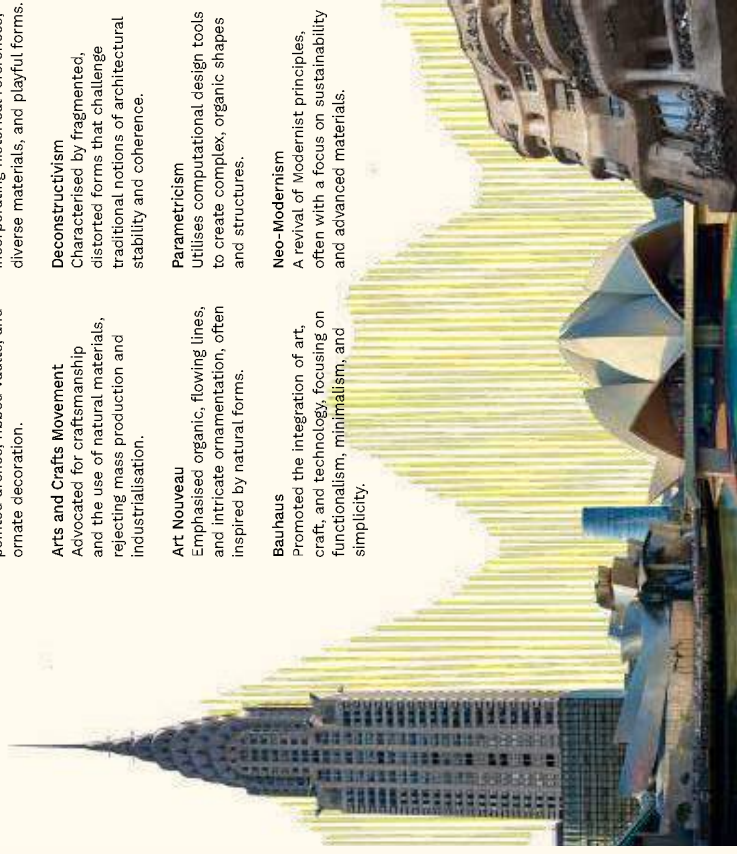 ornate decoration.
Arts and Crafts Movement
Advocated for craftsmanship
and the use of natural materials,
rejecting mass production and
industrialisation.
Art Nouveau
Emphasised organic, flowing lines,
and intricate ornamentation, often
inspired by natural forms.
Bauhaus
Promoted the integration of art,
craft, and technology, focusing on
functionalism, minimalism, and
simplicity.
diverse materials, and playful forms.
Deconstructivism
Characterised by fragmented,
distorted forms that challenge
traditional notions of architectural
stability and coherence.
Parametricism
Utilises computational design tools
to create complex, organic shapes
and structures.
Neo-Modernism
A revival of Modernist principles,
often with a focus on sustainability
and advanced materials.